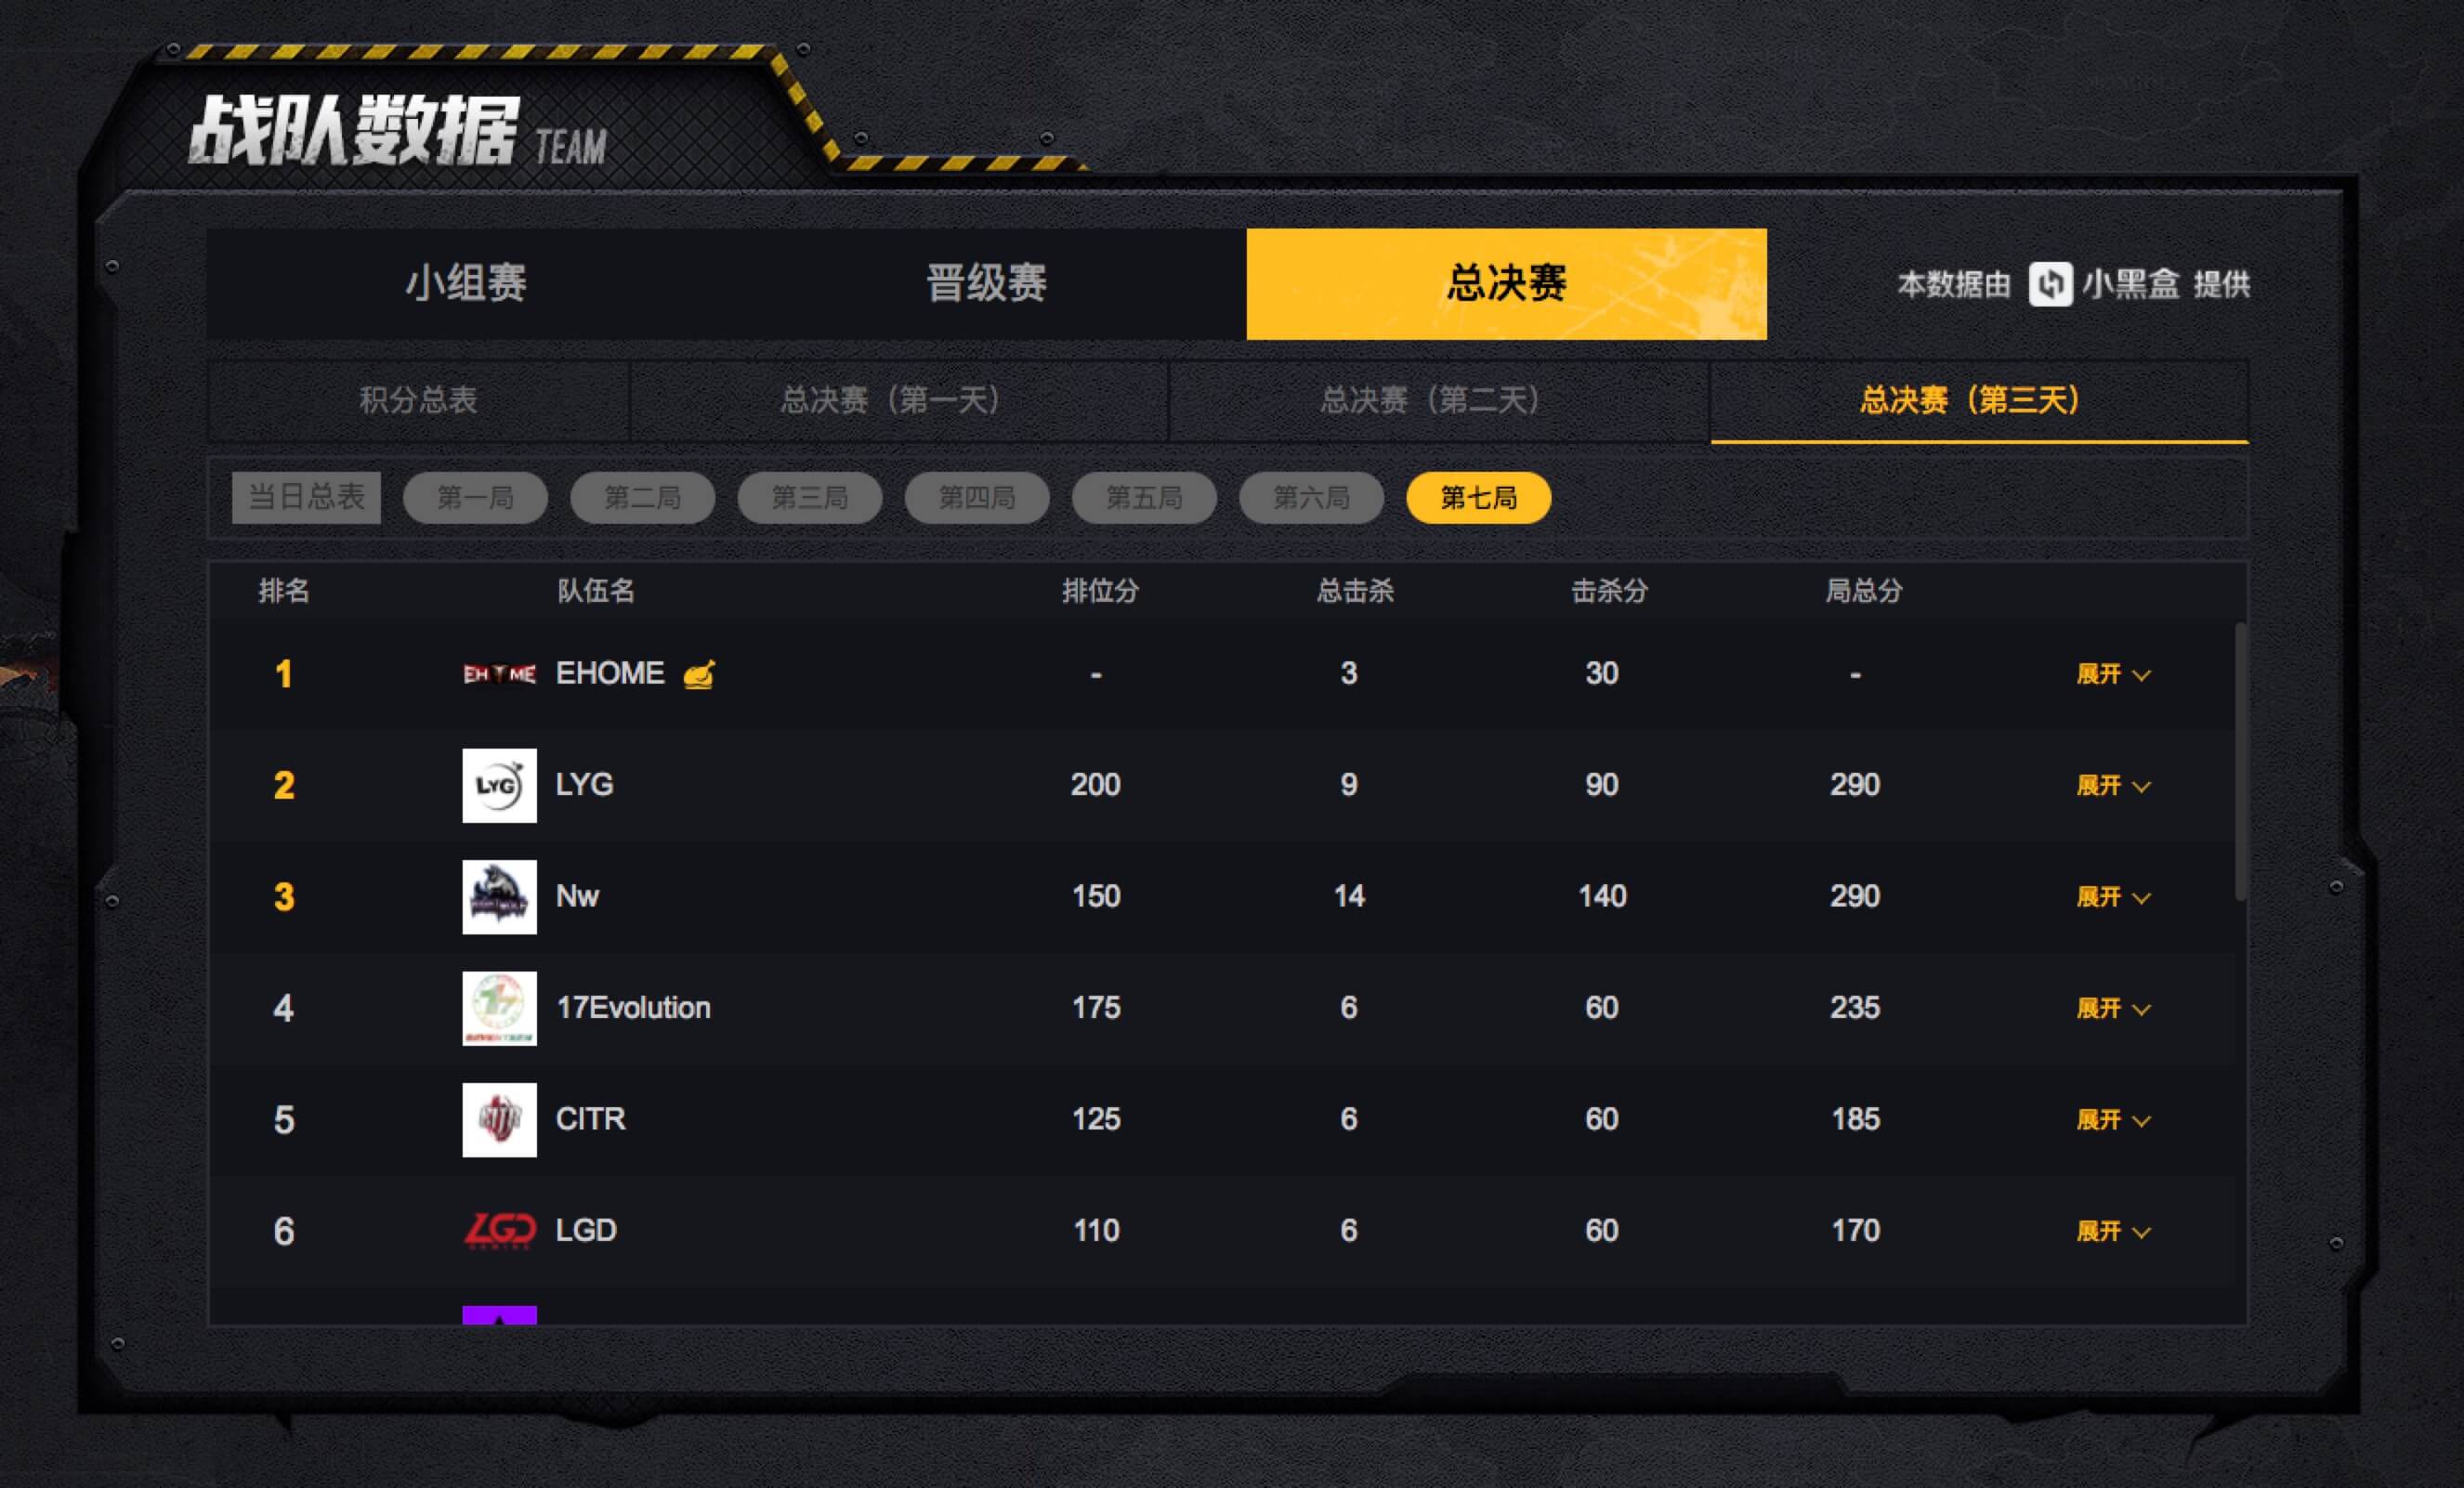 战队数据 TEAM
小组赛 晋级赛 总决赛 本数据由 小黑盒 提供
积分总表 总决赛（第一天） 总决赛（第二天） 总决赛（第三天）
当日总表 第一局 第二局 第三局 第四局 第五局 第六局 第七局
排名 队伍名 排位分 总击杀 击杀分 局总分
1 EHOME EHOME - 3 30 - 展开
2 LYG LYG 200 9 90 290 展开
3 Nw 150 14 140 290 展开
4 17 17Evolution 175 6 60 235 展开
5 CITR CITR 125 6 60 185 展开
6 LGD GAMING LGD 110 6 60 170 展开